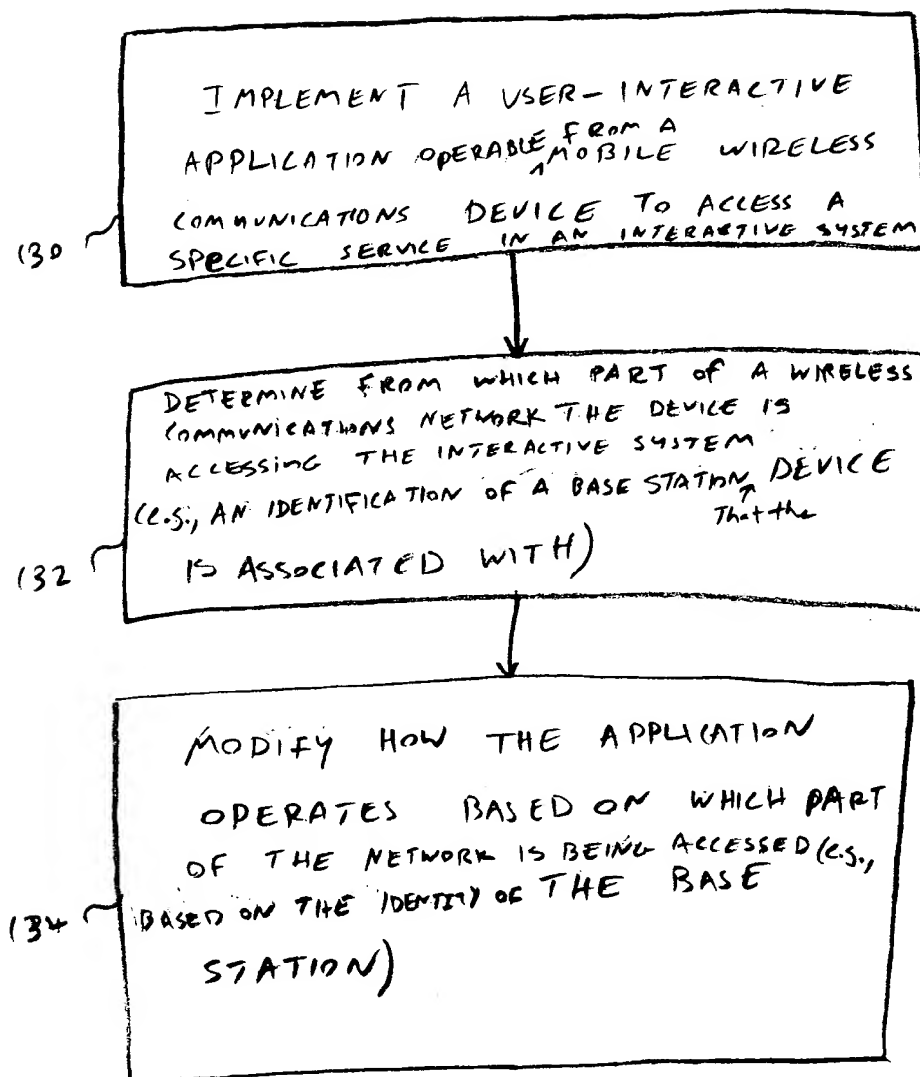 IMPLEMENT A USER-INTERACTIVE
APPLICATION OPERABLE FROM A MOBILE WIRELESS
COMMUNICATIONS DEVICE TO ACCESS A
SPECIFIC SERVICE IN AN INTERACTIVE SYSTEM
130
DETERMINE FROM WHICH PART OF A WIRELESS
COMMUNICATIONS NETWORK THE DEVICE IS
ACCESSING THE INTERACTIVE SYSTEM
(e.g., AN IDENTIFICATION OF A BASE STATION That the DEVICE
IS ASSOCIATED WITH)
132
MODIFY HOW THE APPLICATION
OPERATES BASED ON WHICH PART
OF THE NETWORK IS BEING ACCESSED (e.g.,
BASED ON THE IDENTITY OF THE BASE
STATION)
134